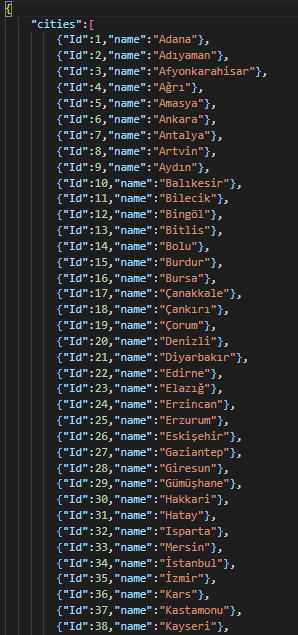 {
"cities":[
{"Id":1,"name":"Adana"},
{"Id":2,"name":"Adıyaman"},
{"Id":3,"name":"Afyonkarahisar"},
{"Id":4,"name":"Ağrı"},
{"Id":5,"name":"Amasya"},
{"Id":6,"name":"Ankara"},
{"Id":7,"name":"Antalya"},
{"Id":8,"name":"Artvin"},
{"Id":9,"name":"Aydın"},
{"Id":10,"name":"Balıkesir"},
{"Id":11,"name":"Bilecik"},
{"Id":12,"name":"Bingöl"},
{"Id":13,"name":"Bitlis"},
{"Id":14,"name":"Bolu"},
{"Id":15,"name":"Burdur"},
{"Id":16,"name":"Bursa"},
{"Id":17,"name":"Çanakkale"},
{"Id":18,"name":"Çankırı"},
{"Id":19,"name":"Çorum"},
{"Id":20,"name":"Denizli"},
{"Id":21,"name":"Diyarbakır"},
{"Id":22,"name":"Edirne"},
{"Id":23,"name":"Elazığ"},
{"Id":24,"name":"Erzincan"},
{"Id":25,"name":"Erzurum"},
{"Id":26,"name":"Eskişehir"},
{"Id":27,"name":"Gaziantep"},
{"Id":28,"name":"Giresun"},
{"Id":29,"name":"Gümüşhane"},
{"Id":30,"name":"Hakkari"},
{"Id":31,"name":"Hatay"},
{"Id":32,"name":"Isparta"},
{"Id":33,"name":"Mersin"},
{"Id":34,"name":"İstanbul"},
{"Id":35,"name":"İzmir"},
{"Id":36,"name":"Kars"},
{"Id":37,"name":"Kastamonu"},
{"Id":38,"name":"Kayseri"},